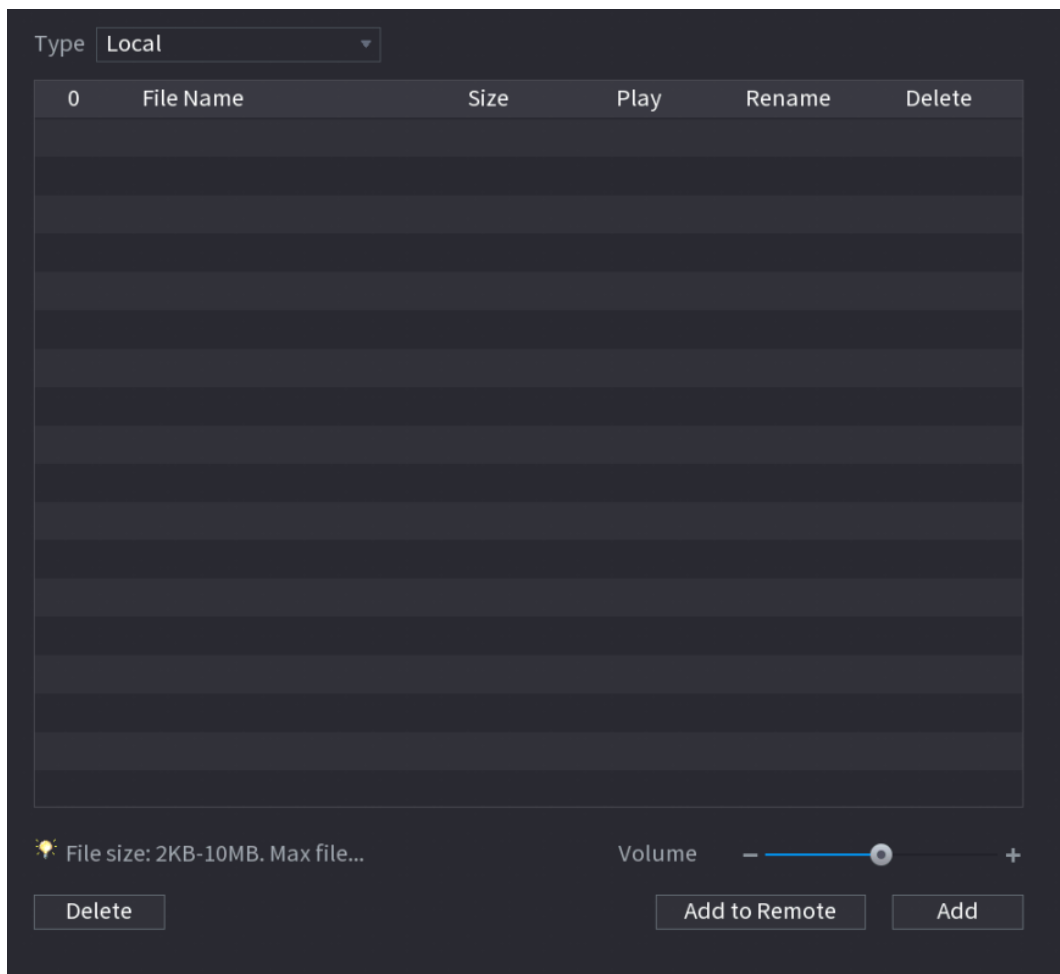 Type Local
0 File Name Size Play Rename Delete
File size: 2KB-10MB. Max file... Volume − +
Delete Add to Remote Add